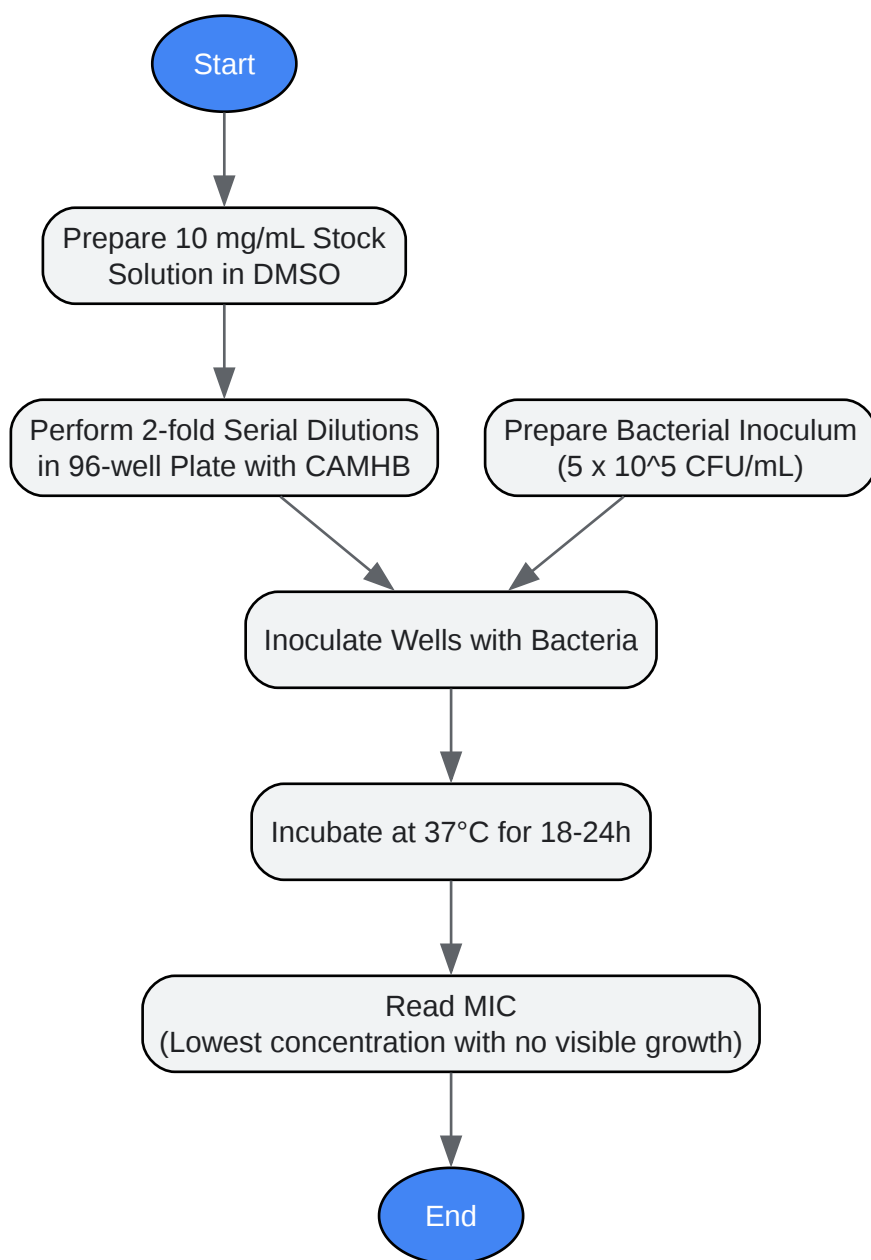 Start
Prepare 10 mg/mL Stock
Solution in DMSO
Perform 2-fold Serial Dilutions
in 96-well Plate with CAMHB
Prepare Bacterial Inoculum
(5 x 10^5 CFU/mL)
Inoculate Wells with Bacteria
Incubate at 37°C for 18-24h
Read MIC
(Lowest concentration with no visible growth)
End